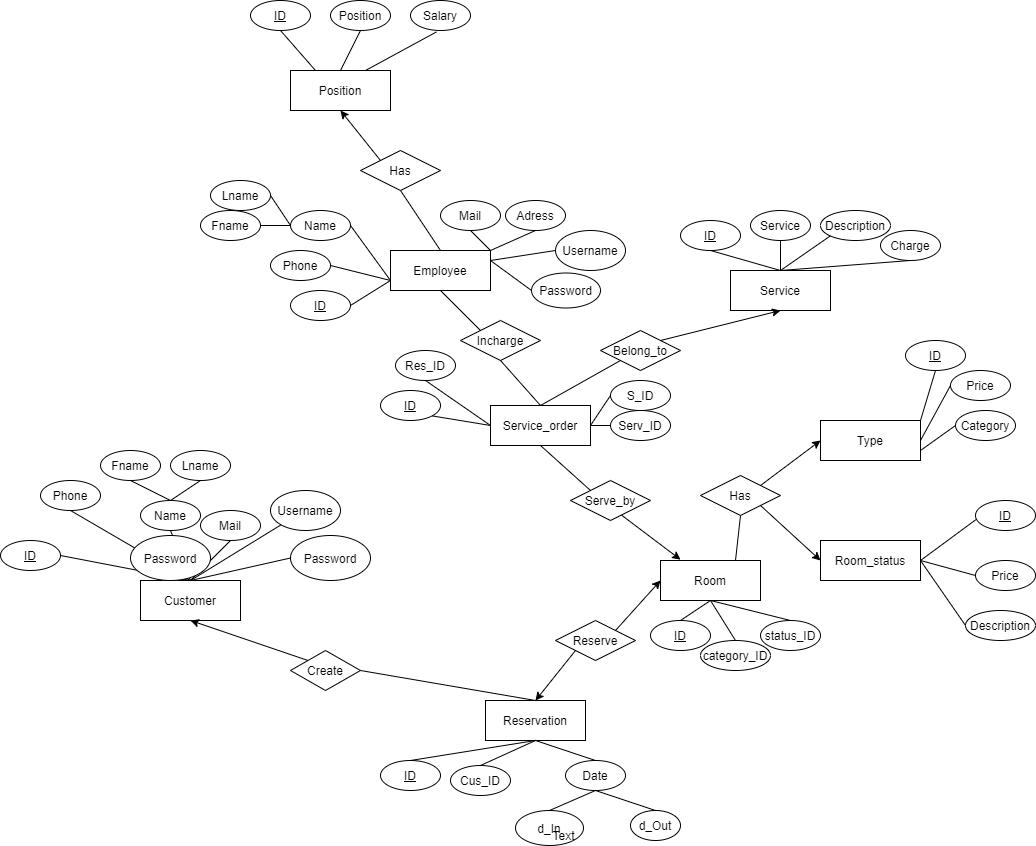 ID
Position
Salary
Position
Has
Lname
Fname
Name
Mail
Adress
Phone
Username
ID
Employee
Password
ID
Service
Description
Charge
Service
Incharge
Belong_to
Res_ID
ID
S_ID
Serv_ID
Service_order
ID
Price
Category
Type
Fname
Lname
Phone
Name
Mail
Username
ID
Password
Password
Customer
Serve_by
Has
ID
Room_status
Price
Description
Room
ID
category_ID
status_ID
Reserve
Create
Reservation
ID
Cus_ID
Date
d_In
Text
d_Out